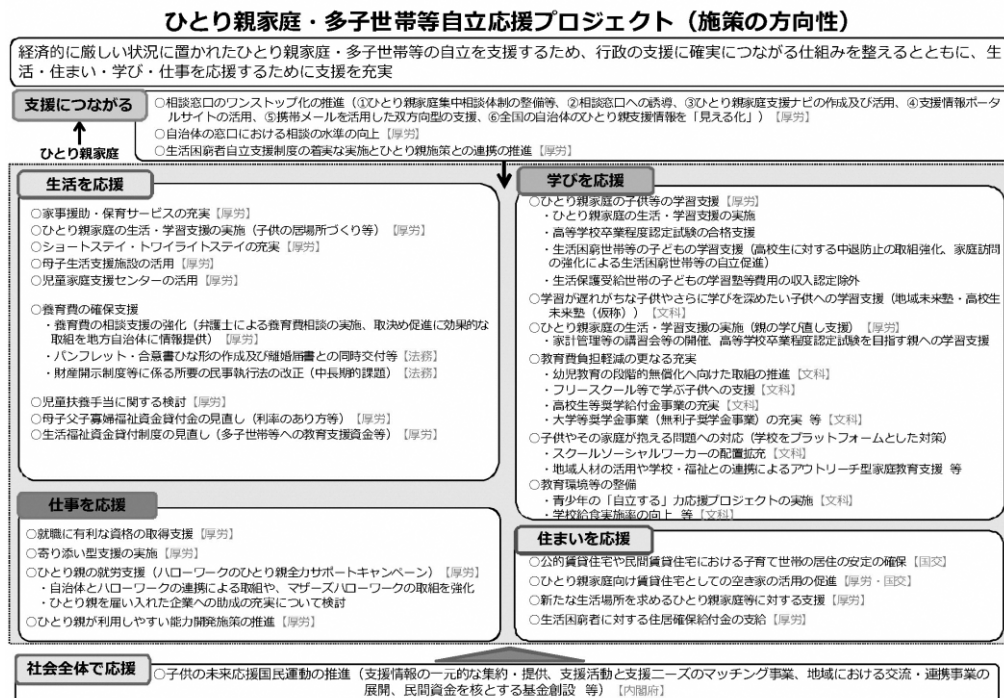 ひとり親家庭・多子世帯等自立応援プロジェクト（施策の方向性）
経済的に厳しい状況に置かれたひとり親家庭・多子世帯等の自立を支援するため、行政の支援に確実につながる仕組みを整えるとともに、生
活・住まい・学び・仕事を応援するために支援を充実
支援につながる
ひとり親家庭
○相談窓口のワンストップ化の推進（①ひとり親家庭集中相談体制の整備等、②相談窓口への誘導、③ひとり親家庭支援ナビの作成及び活用、④支援情報ポータ
ルサイトの活用、⑤携帯メールを活用した双方向型の支援、⑥全国の自治体のひとり親支援情報を「見える化」）【厚労】
○自治体の窓口における相談の水準の向上【厚労】
○生活困窮者自立支援制度の着実な実施とひとり親施策との連携の推進【厚労】
生活を応援
○家事援助・保育サービスの充実【厚労】
○ひとり親家庭の生活・学習支援の実施（子供の居場所づくり等）【厚労】
○ショートステイ・トワイライトステイの充実【厚労】
○母子生活支援施設の活用【厚労】
○児童家庭支援センターの活用【厚労】
○養育費の確保支援
・養育費の相談支援の強化（弁護士による養育費相談の実施、取決め促進に効果的な
取組を地方自治体に情報提供）【厚労】
・パンフレット・合意書ひな形の作成及び離婚届書との同時交付等【法務】
・財産開示制度等に係る所要の民事執行法の改正（中長期的課題）【法務】
○児童扶養手当に関する検討【厚労】
○母子父子寡婦福祉資金貸付金の見直し（利率のあり方等）【厚労】
○生活福祉資金貸付制度の見直し（多子世帯等への教育支援資金等）【厚労】
仕事を応援
○就職に有利な資格の取得支援【厚労】
○寄り添い型支援の実施【厚労】
○ひとり親の就労支援（ハローワークのひとり親全力サポートキャンペーン）【厚労】
・自治体とハローワークの連携による取組や、マザーズハローワークの取組を強化
・ひとり親を雇い入れた企業への助成の充実について検討
○ひとり親が利用しやすい能力開発施策の推進【厚労】
学びを応援
○ひとり親家庭の子供等の学習支援【厚労】
・ひとり親家庭の生活・学習支援の実施
・高等学校卒業程度認定試験の合格支援
・生活困窮世帯等の子どもの学習支援（高校生に対する中退防止の取組強化、家庭訪問
の強化による生活困窮世帯等の自立促進）
・生活保護受給世帯の子どもの学習塾等費用の収入認定除外
○学習が遅れがちな子供やさらに学びを深めたい子供への学習支援（地域未来塾・高校生
未来塾（仮称））【文科】
○ひとり親家庭の生活・学習支援の実施（親の学び直し支援）【厚労】
・家計管理等の講習会等の開催、高等学校卒業程度認定試験を目指す親への学習支援
○教育費負担軽減の更なる充実
・幼児教育の段階的無償化へ向けた取組の推進【文科】
・フリースクール等で学ぶ子供への支援【文科】
・高校生等奨学給付金事業の充実【文科】
・大学等奨学金事業（無利子奨学金事業）の充実 等【文科】
○子供やその家庭が抱える問題への対応（学校をプラットフォームとした対策）
・スクールソーシャルワーカーの配置拡充【文科】
・地域人材の活用や学校・福祉との連携によるアウトリーチ型家庭教育支援 等
○教育環境等の整備
・青少年の「自立する」力応援プロジェクトの実施【文科】
・学校給食実施率の向上 等【文科】
住まいを応援
○公的賃貸住宅や民間賃貸住宅における子育て世帯の居住の安定の確保【国交】
○ひとり親家庭向け賃貸住宅としての空き家の活用の促進【厚労・国交】
○新たな生活場所を求めるひとり親家庭等に対する支援【厚労】
○生活困窮者に対する住居確保給付金の支給【厚労】
社会全体で応援
○子供の未来応援国民運動の推進（支援情報の一元的な集約・提供、支援活動と支援ニーズのマッチング事業、地域における交流・連携事業の
展開、民間資金を核とする基金創設 等）【内閣府】